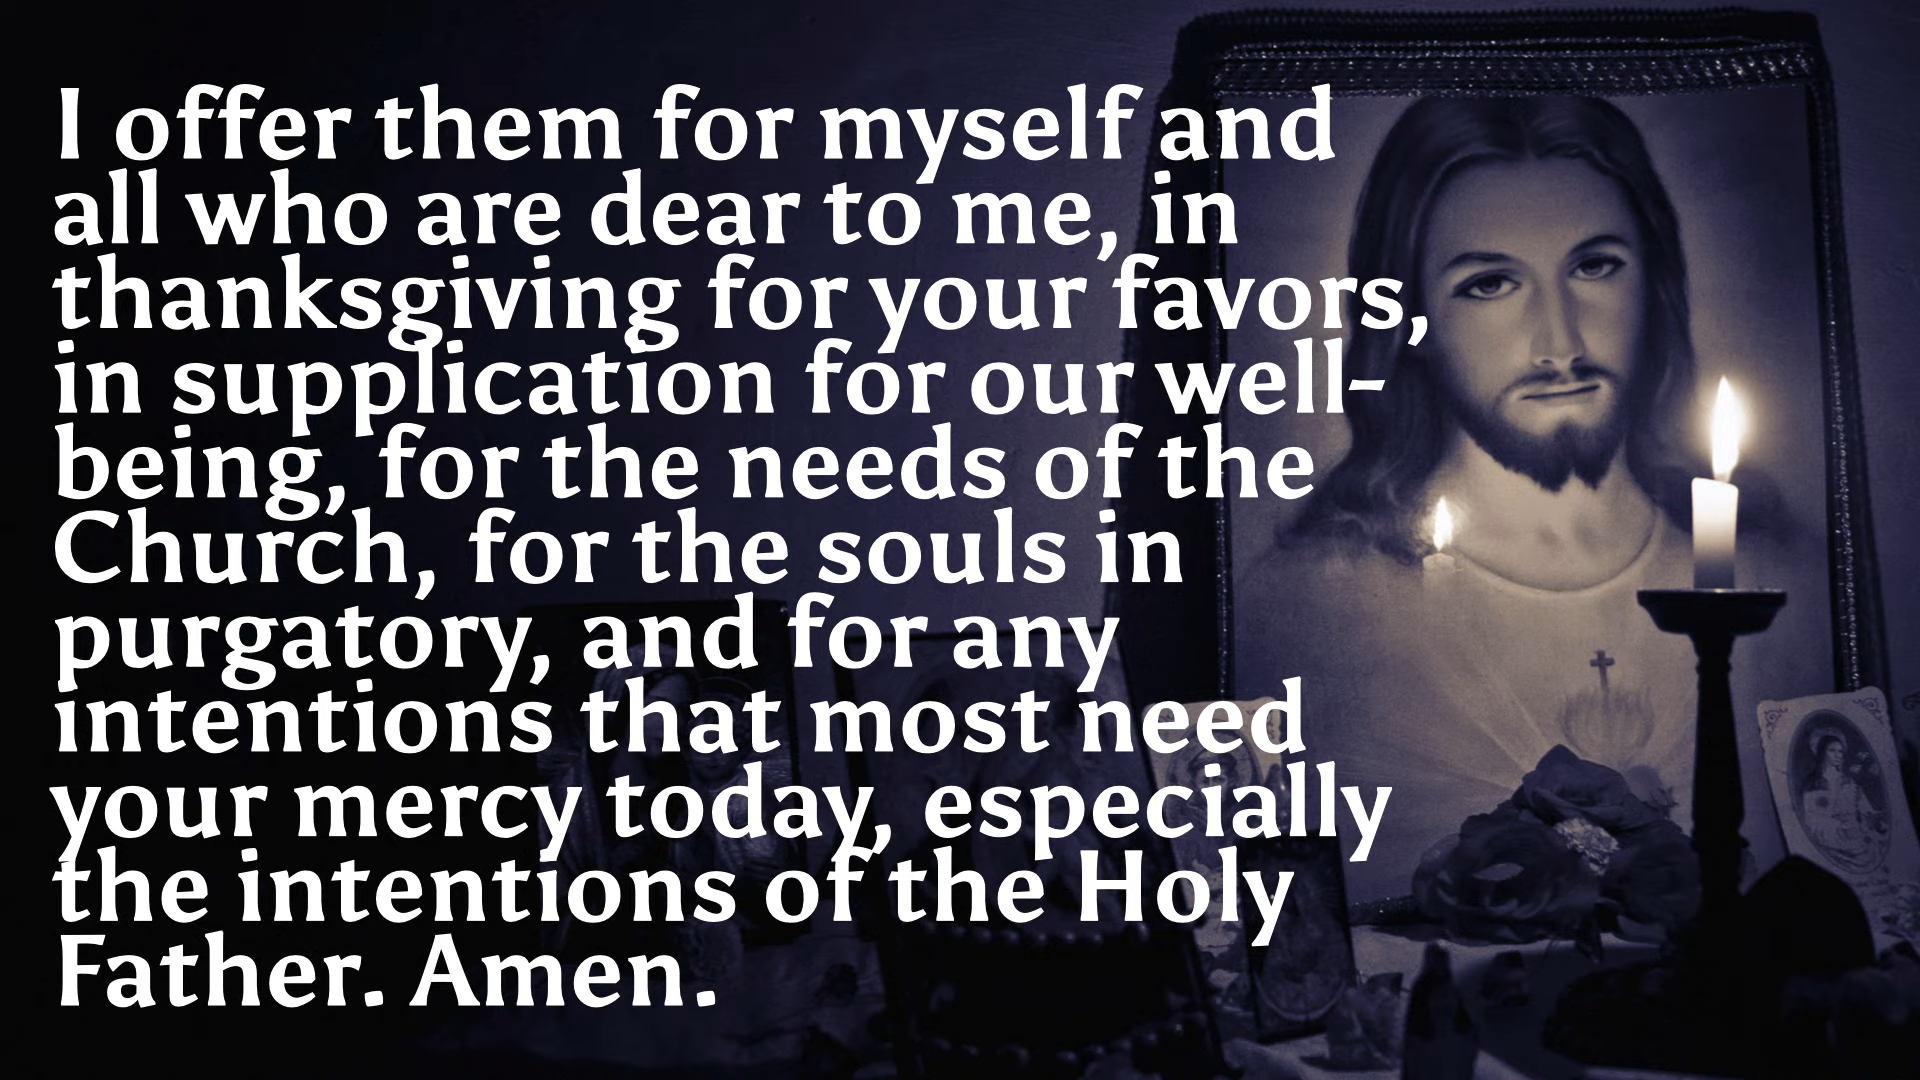 I offer them for myself and
all who are dear to me, in
thanksgiving for your favors,
in supplication for our well-
being, for the needs of the
Church, for the souls in
purgatory, and for any
intentions that most need
your mercy today, especially
the intentions of the Holy
Father. Amen.